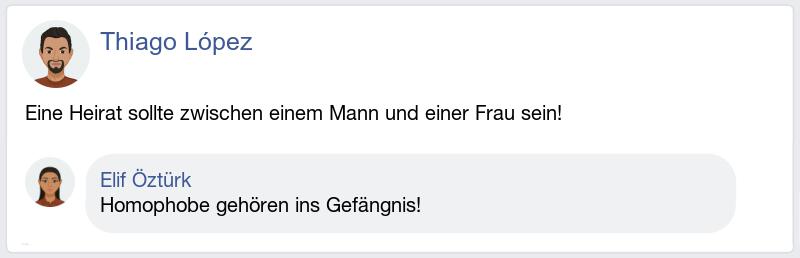 Thiago López
Eine Heirat sollte zwischen einem Mann und einer Frau sein!
Elif Öztürk
Homophobe gehören ins Gefängnis!